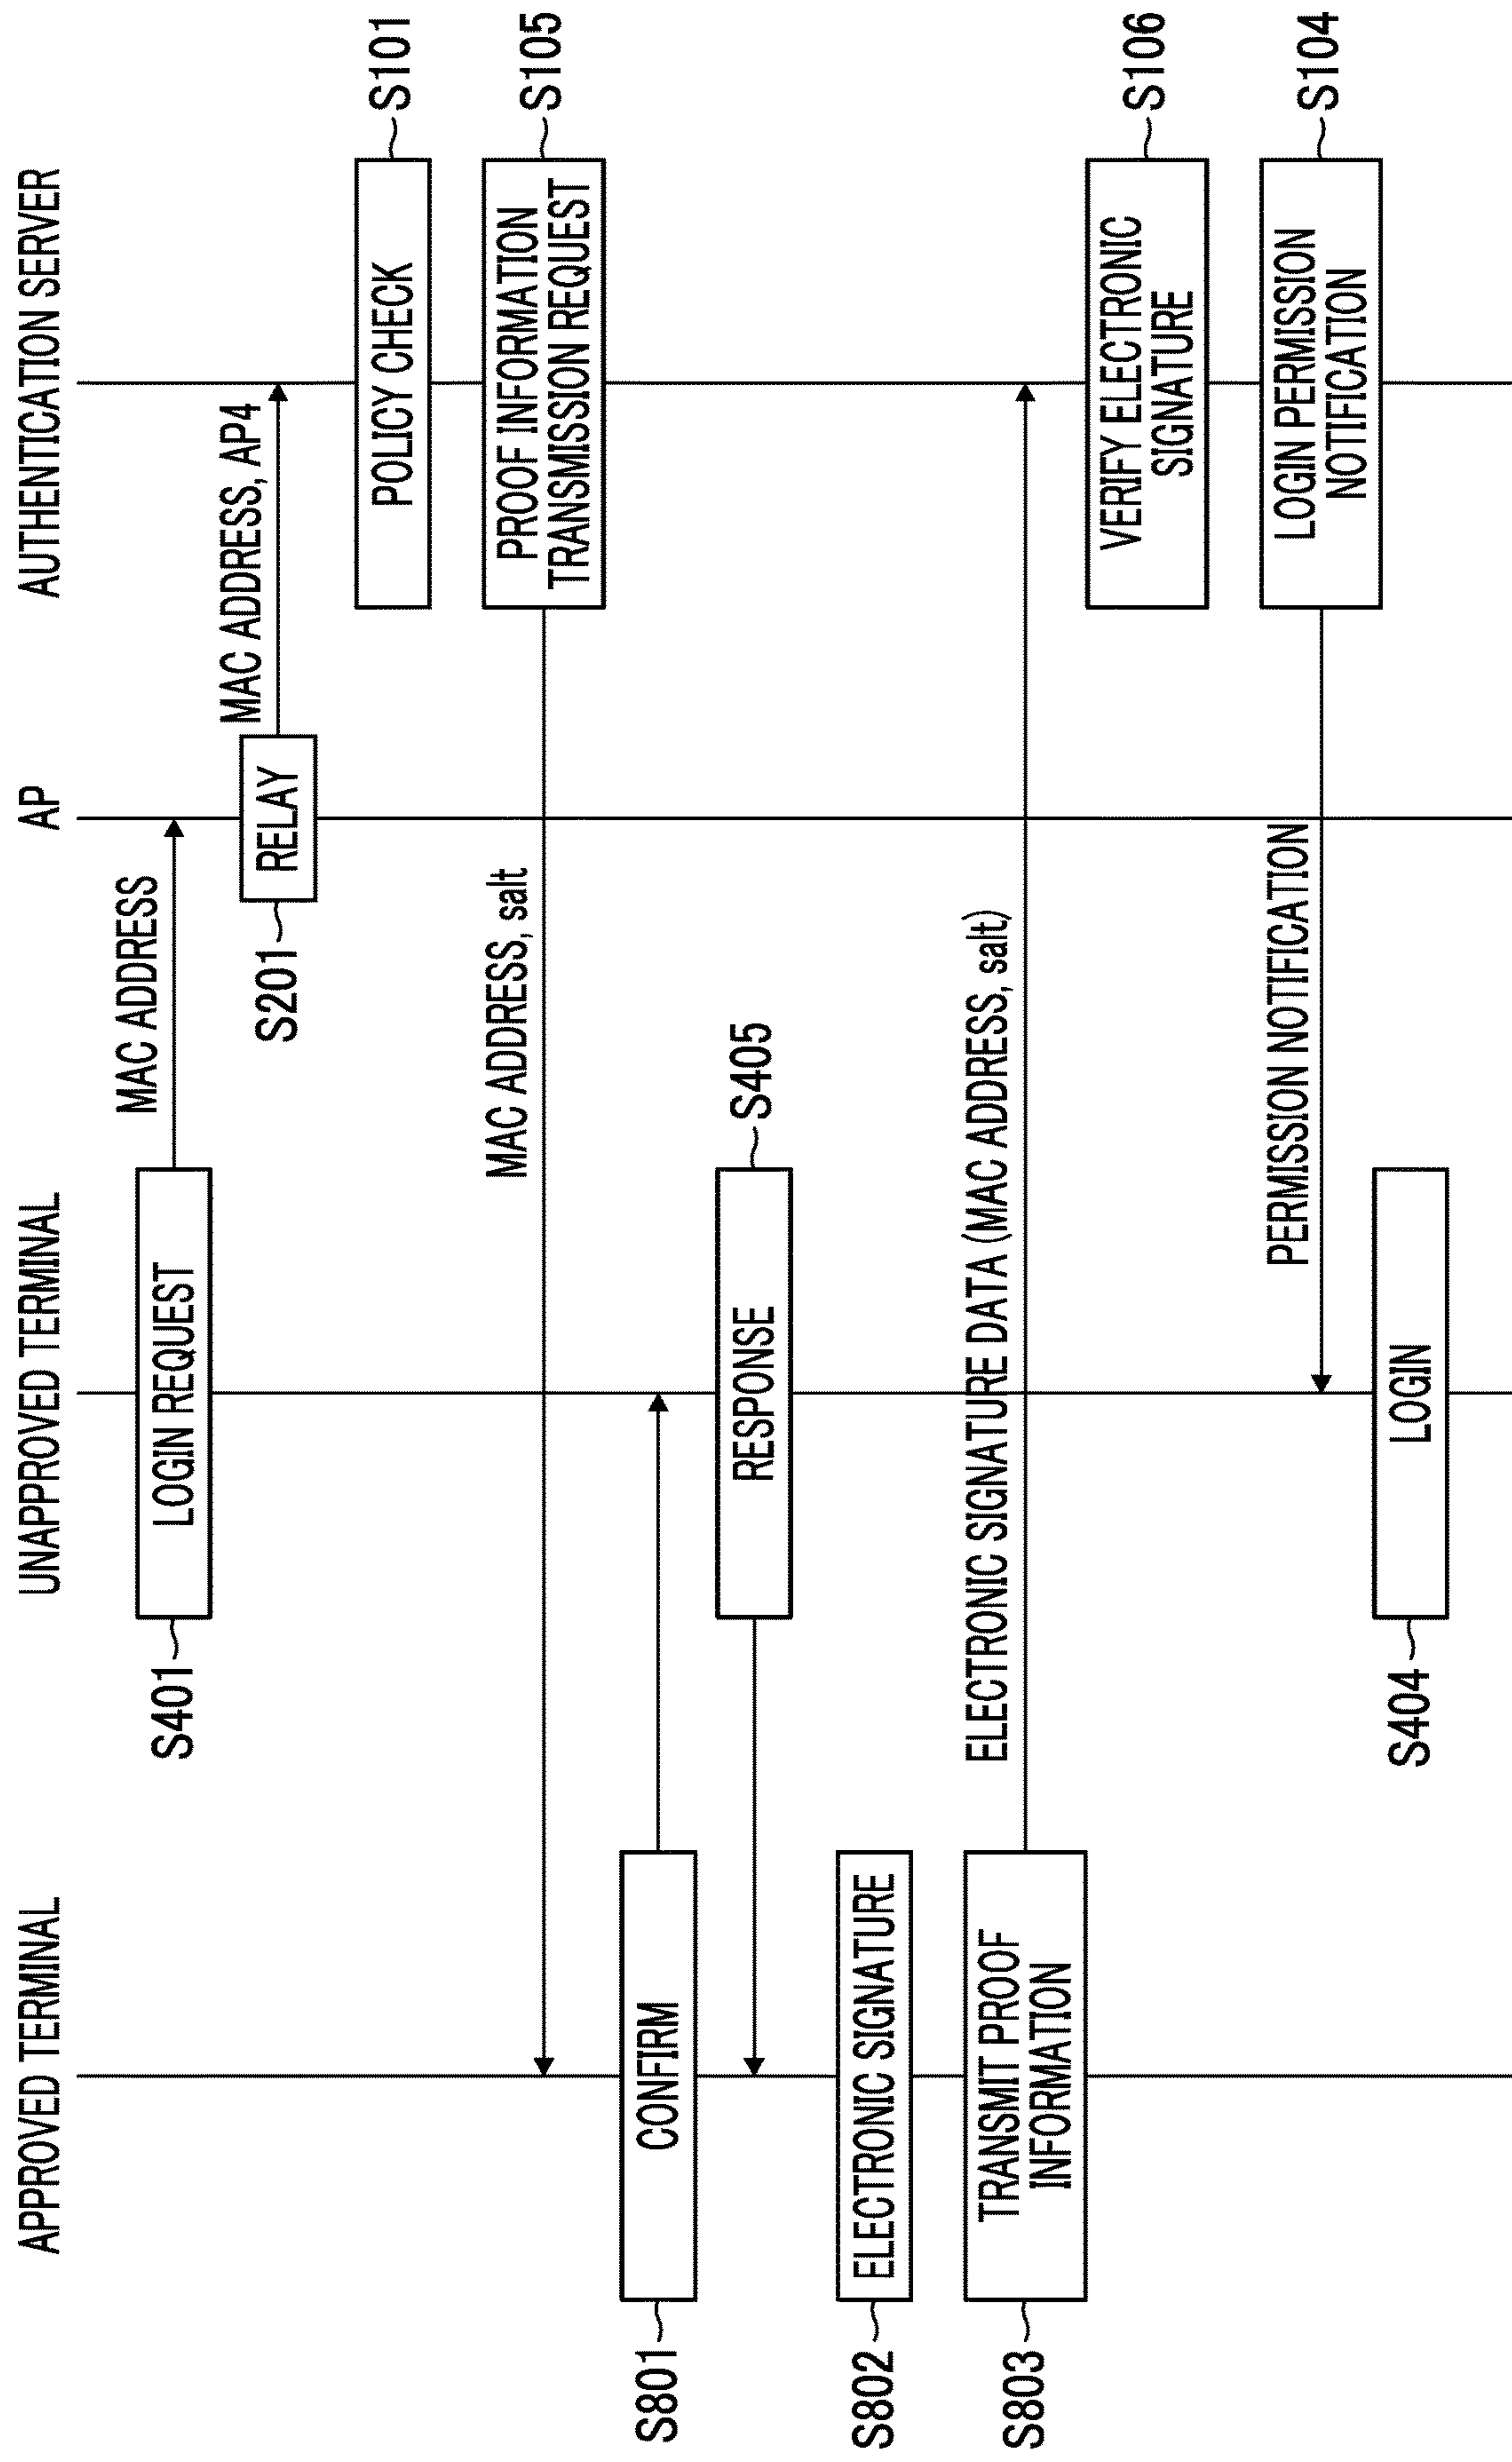 APPROVED TERMINAL
UNAPPROVED TERMINAL
AP
AUTHENTICATION SERVER
S401
LOGIN REQUEST
MAC ADDRESS
S201
RELAY
MAC ADDRESS, AP4
POLICY CHECK
S101
MAC ADDRESS, salt
PROOF INFORMATION
TRANSMISSION REQUEST
S105
S801
CONFIRM
RESPONSE
S405
S802
ELECTRONIC SIGNATURE
S803
TRANSMIT PROOF
INFORMATION
ELECTRONIC SIGNATURE DATA (MAC ADDRESS, salt)
VERIFY ELECTRONIC
SIGNATURE
S106
PERMISSION NOTIFICATION
LOGIN PERMISSION
NOTIFICATION
S104
S404
LOGIN